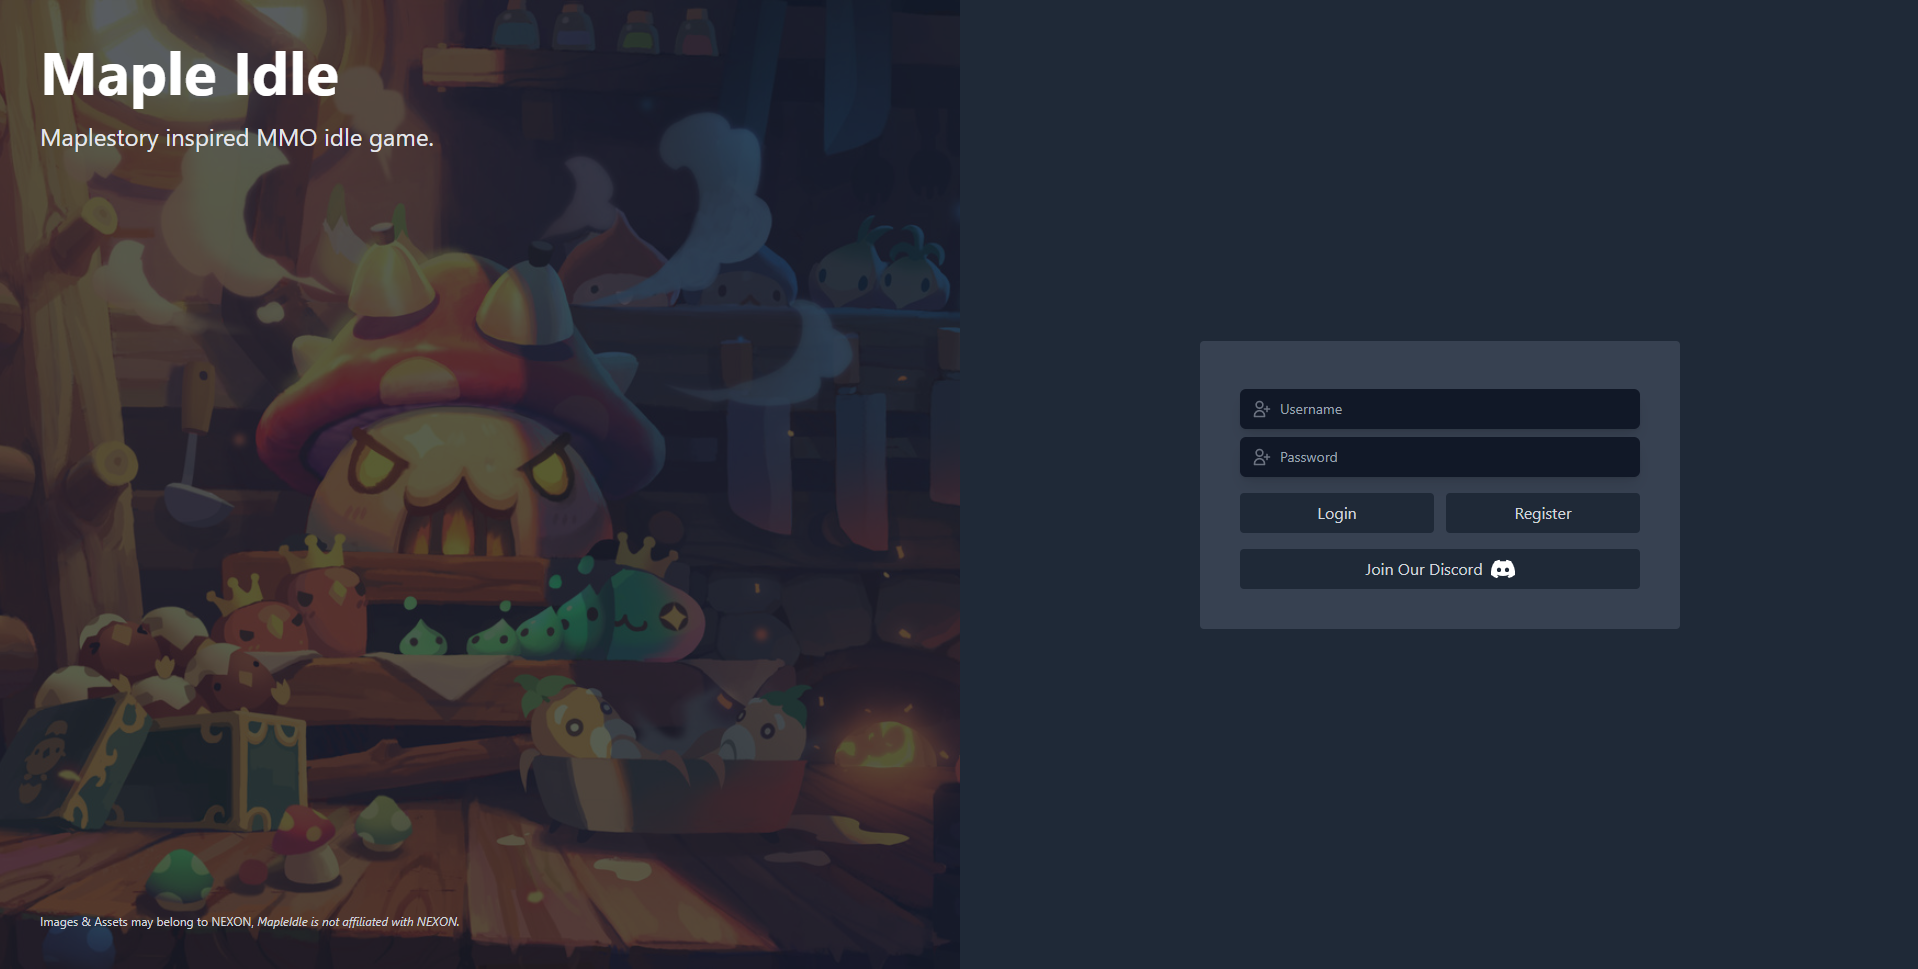 Maple Idle
Maplestory inspired MMO idle game.
Username
Password
Login
Register
Join Our Discord
Images & Assets may belong to NEXON, MapleIdle is not affiliated with NEXON.